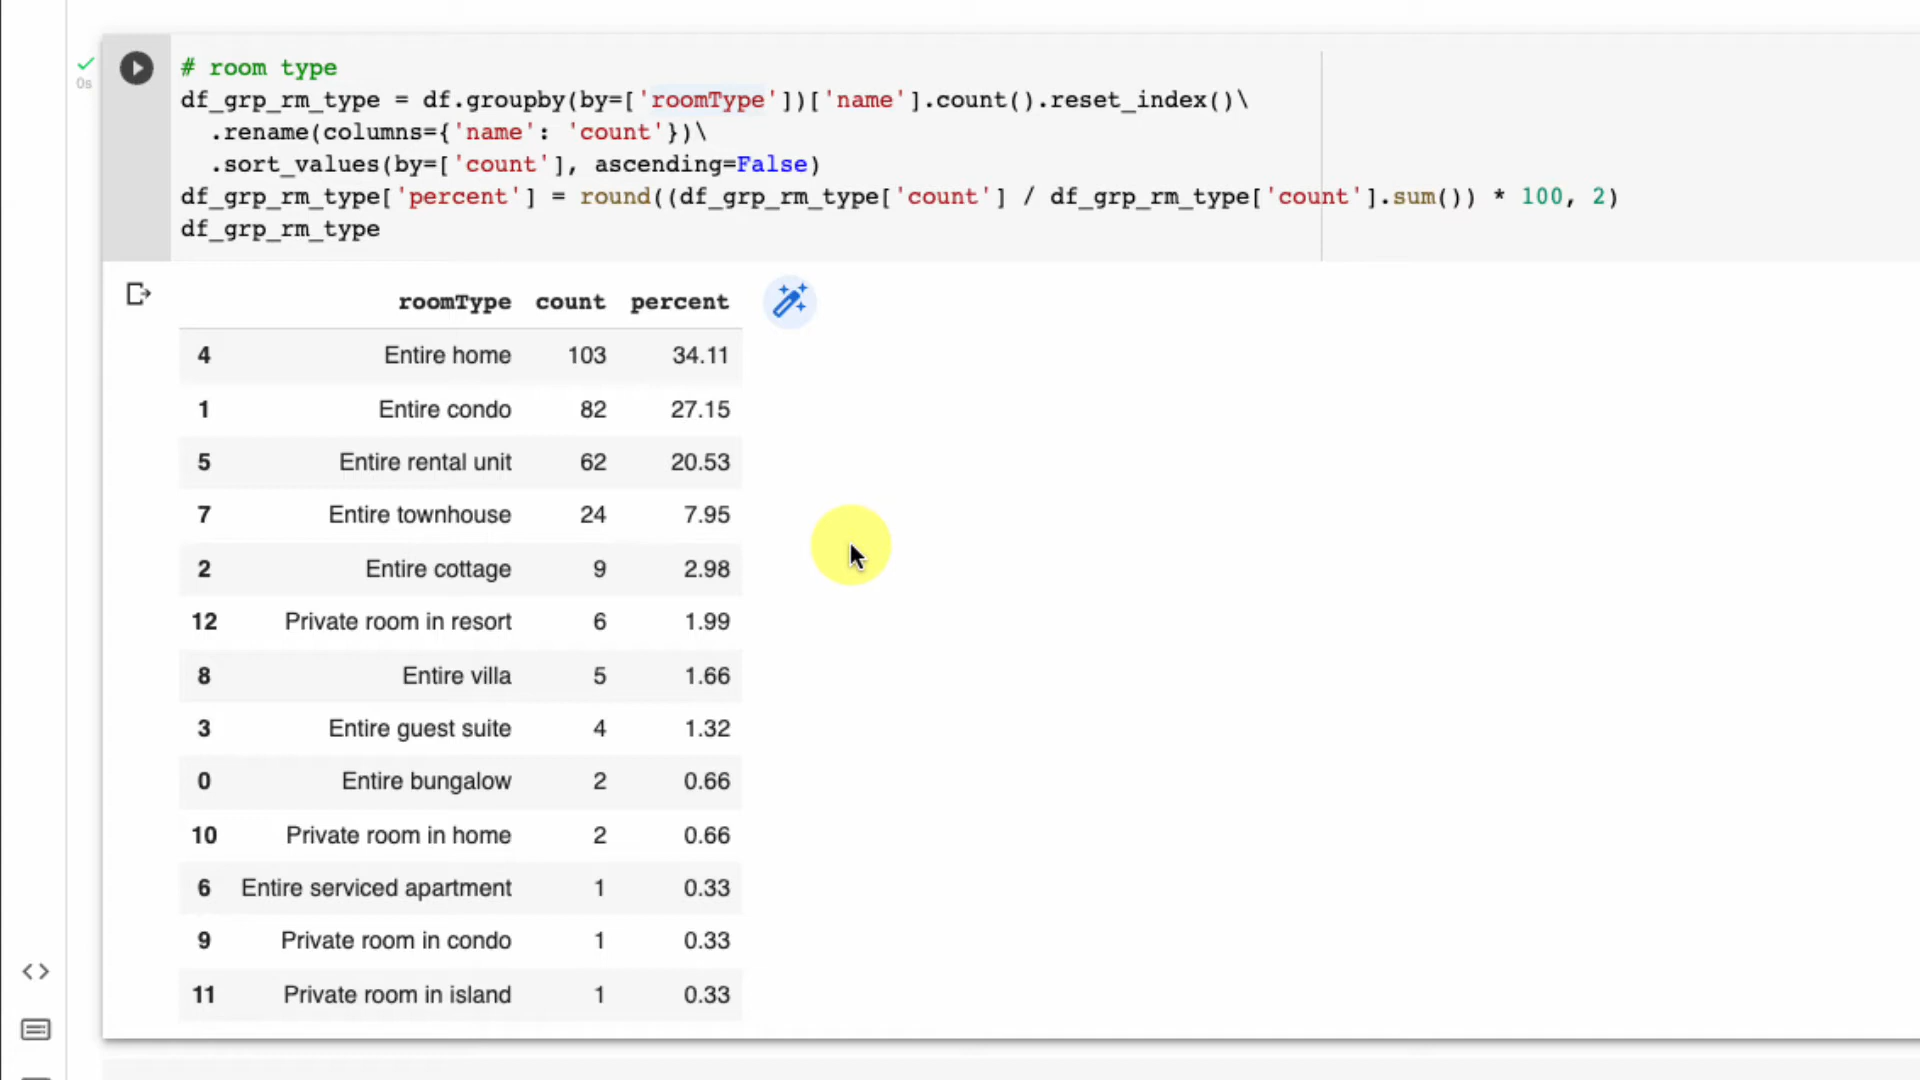 # room type
0s
df_grp_rm_type = df.groupby(by=['roomType'])['name'].count().reset_index()\
.rename(columns={'name': 'count'})\
.sort_values(by=['count'], ascending=False)
df_grp_rm_type['percent'] = round((df_grp_rm_type['count'] / df_grp_rm_type['count'].sum()) * 100, 2)
df_grp_rm_type
roomType count percent
4 Entire home 103 34.11
1 Entire condo 82 27.15
5 Entire rental unit 62 20.53
7 Entire townhouse 24 7.95
2 Entire cottage 9 2.98
12 Private room in resort 6 1.99
8 Entire villa 5 1.66
3 Entire guest suite 4 1.32
0 Entire bungalow 2 0.66
10 Private room in home 2 0.66
6 Entire serviced apartment 1 0.33
9 Private room in condo 1 0.33
11 Private room in island 1 0.33